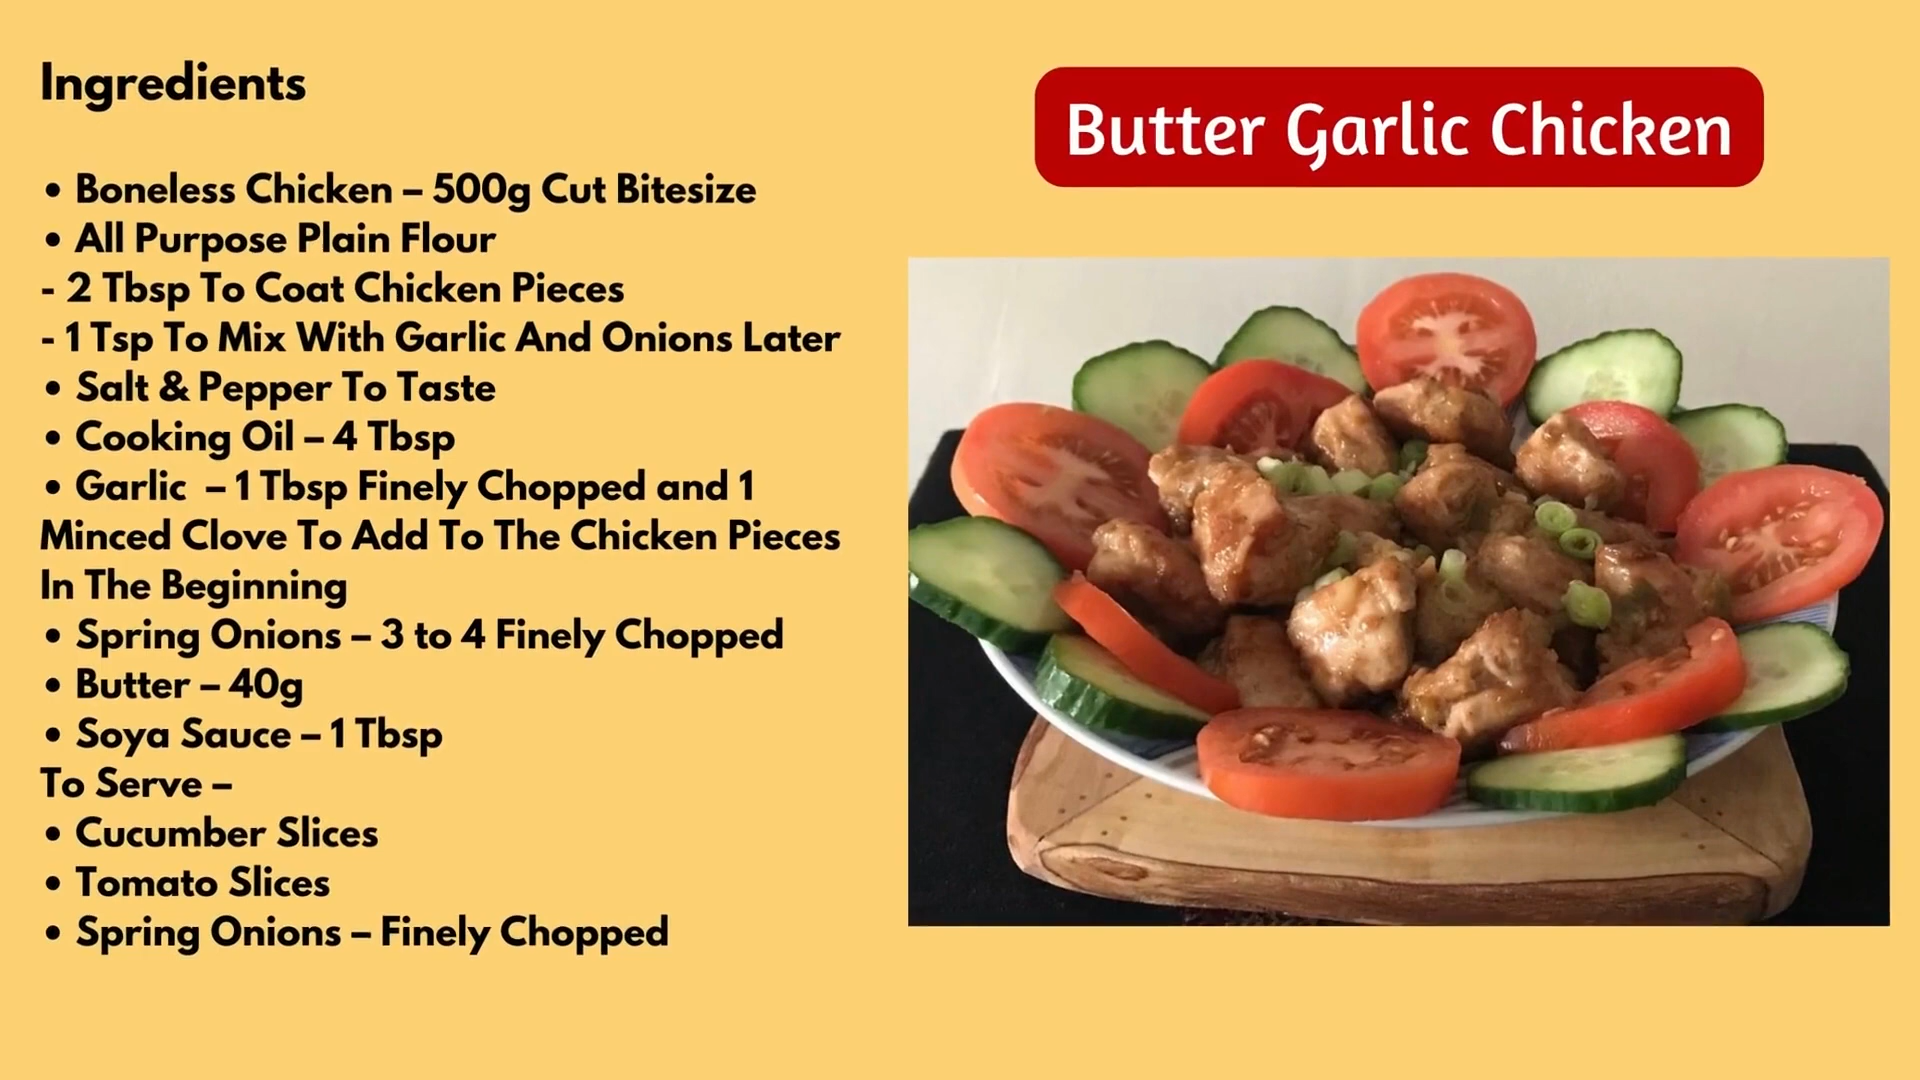 Ingredients
• Boneless Chicken – 500g Cut Bitesize
• All Purpose Plain Flour
- 2 Tbsp To Coat Chicken Pieces
- 1 Tsp To Mix With Garlic And Onions Later
• Salt & Pepper To Taste
• Cooking Oil – 4 Tbsp
• Garlic – 1 Tbsp Finely Chopped and 1
Minced Clove To Add To The Chicken Pieces
In The Beginning
• Spring Onions – 3 to 4 Finely Chopped
• Butter – 40g
• Soya Sauce – 1 Tbsp
To Serve –
• Cucumber Slices
• Tomato Slices
• Spring Onions – Finely Chopped
Butter Garlic Chicken